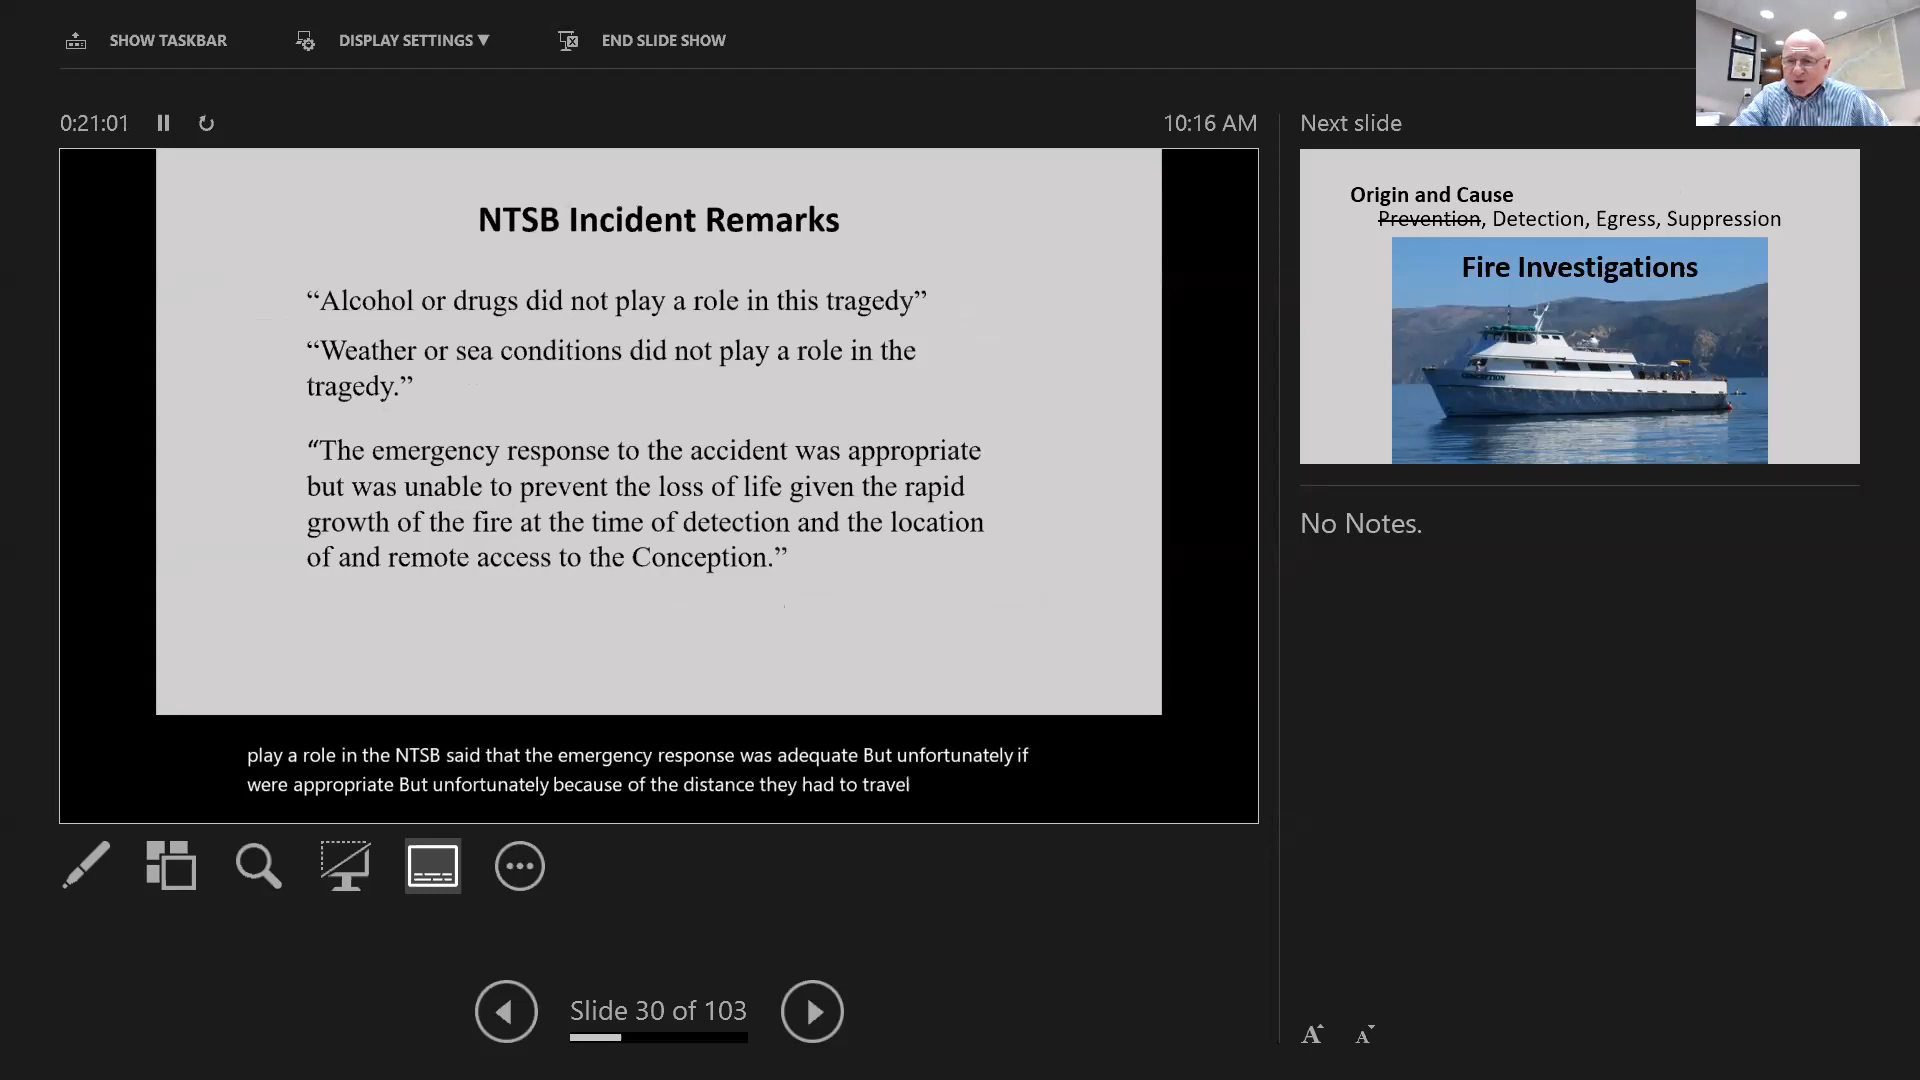 SHOW TASKBAR
DISPLAY SETTINGS ▼
END SLIDE SHOW
0:21:01
10:16 AM
Next slide
NTSB Incident Remarks
“Alcohol or drugs did not play a role in this tragedy”
“Weather or sea conditions did not play a role in the
tragedy.”
“The emergency response to the accident was appropriate
but was unable to prevent the loss of life given the rapid
growth of the fire at the time of detection and the location
of and remote access to the Conception.”
play a role in the NTSB said that the emergency response was adequate But unfortunately if
were appropriate But unfortunately because of the distance they had to travel
Origin and Cause
Prevention, Detection, Egress, Suppression
Fire Investigations
CONCEPTION
No Notes.
Slide 30 of 103
A A